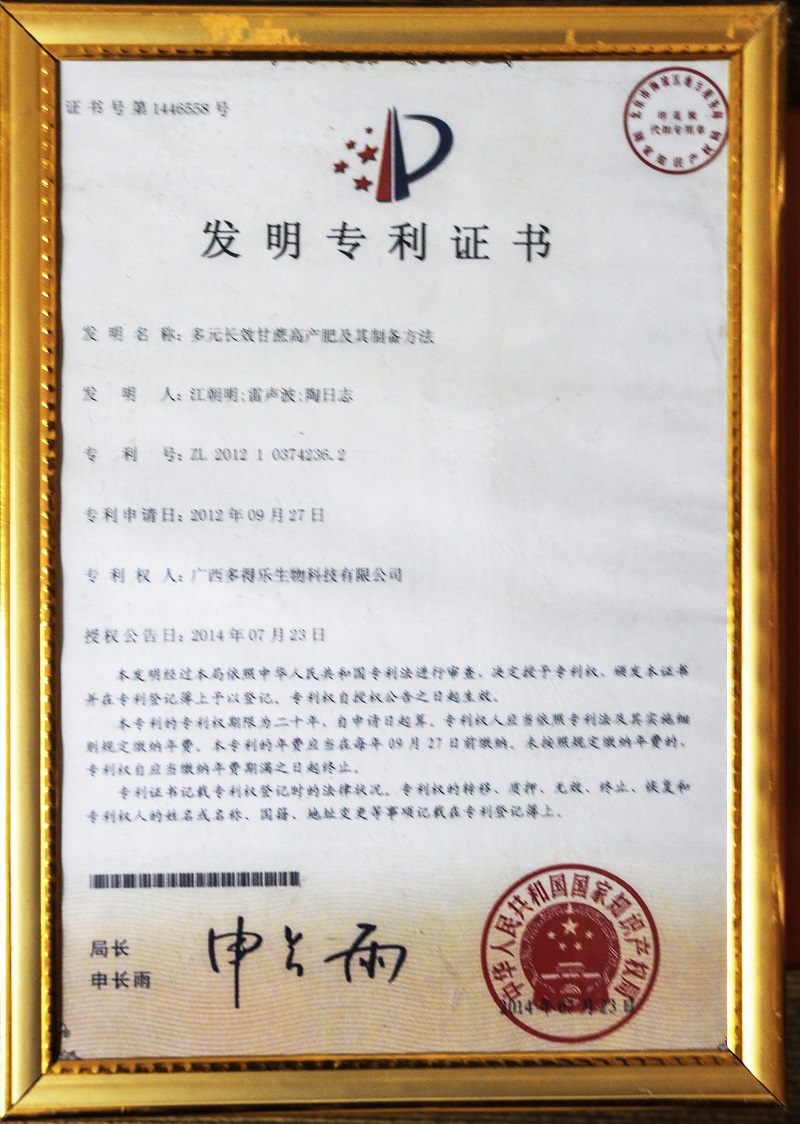 证书号第1446558号
发明专利证书
发明名称：多元长效甘蔗高产肥及其制备方法
发明人：江朝明;雷声波;陶日志
专利号：ZL 2012 1 0374236.2
专利申请日：2012年09月27日
专利权人：广西多得乐生物科技有限公司
授权公告日：2014年07月23日
本发明经过本局依照中华人民共和国专利法进行审查，决定授予专利权，颁发本证书
并在专利登记簿上予以登记。专利权自授权公告之日起生效。
本专利的专利权期限为二十年，自申请日起算。专利权人应当依照专利法及其实施细
则规定缴纳年费。本专利的年费应当在每年09月27日前缴纳。未按照规定缴纳年费的，
专利权自应当缴纳年费期满之日起终止。
专利证书记载专利权登记时的法律状况。专利权的转移、质押、无效、终止、恢复和
专利权人的姓名或名称、国籍、地址变更等事项记载在专利登记簿上。
局长
申长雨
申长雨
中华人民共和国国家知识产权局
2014年07月23日